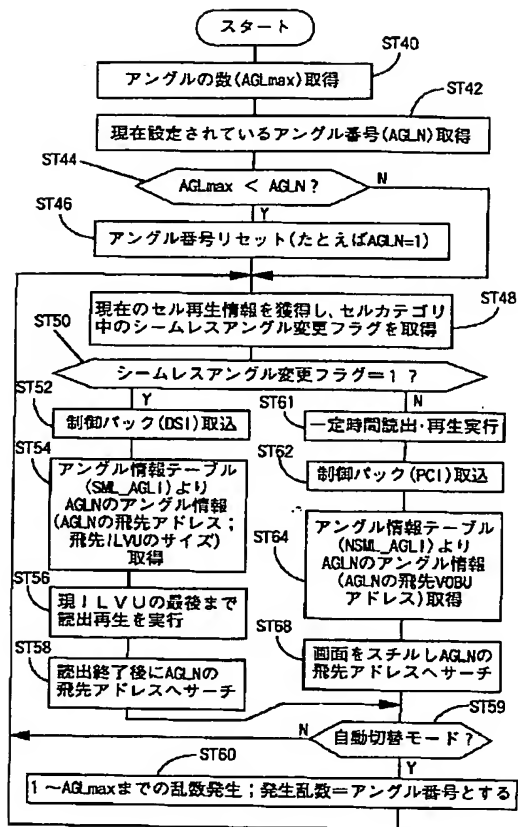 スタート
ST40
アングルの数(AGLmax)取得
ST42
現在設定されているアングル番号(AGLN)取得
ST44
AGLmax < AGLN ?
N
Y
ST46
アングル番号リセット(たとえばAGLN=1)
ST48
現在のセル再生情報を獲得し、セルカテゴリ
中のシームレスアングル変更フラグを取得
ST50
シームレスアングル変更フラグ=1 ?
Y
N
ST52
制御パック(DSI)取込
ST54
アングル情報テーブル
(SML_AGLI)より
AGLNのアングル情報
(AGLNの飛先アドレス;
飛先ILVUのサイズ)
取得
ST56
現ILVUの最後まで
読出再生を実行
ST58
読出終了後にAGLNの
飛先アドレスへサーチ
ST61
一定時間読出・再生実行
ST62
制御パック(PCI)取込
ST64
アングル情報テーブル
(NSML_AGLI)より
AGLNのアングル情報
(AGLNの飛先VOBU
アドレス)取得
ST68
画面をスチルしAGLNの
飛先アドレスへサーチ
ST59
自動切替モード?
N
Y
ST60
1 ~AGLmaxまでの乱数発生;発生乱数=アングル番号とする